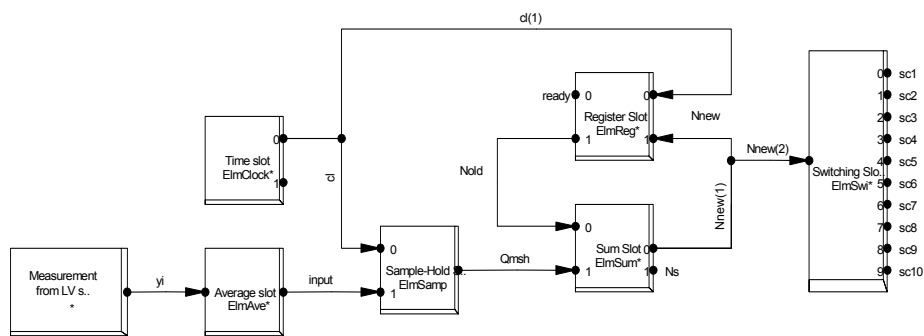 cl(1)
0
sc1
ready
0
0
1
sc2
Register Slot
ElmReg*
Nnew
2
sc3
0
1
1
3
sc4
Time slot
ElmClock*
Nold
Nnew(2)
4
sc5
Switching Slo..
ElmSwi*
1
cl
5
sc6
Nnew(1)
6
sc7
0
7
sc8
0
Sum Slot
ElmSum*
0
8
sc9
Measurement
from LV s..
*
yi
Average slot
ElmAve*
input
Sample-Hold
ElmSamp
1
Qmsh
1
1
Ns
9
sc10